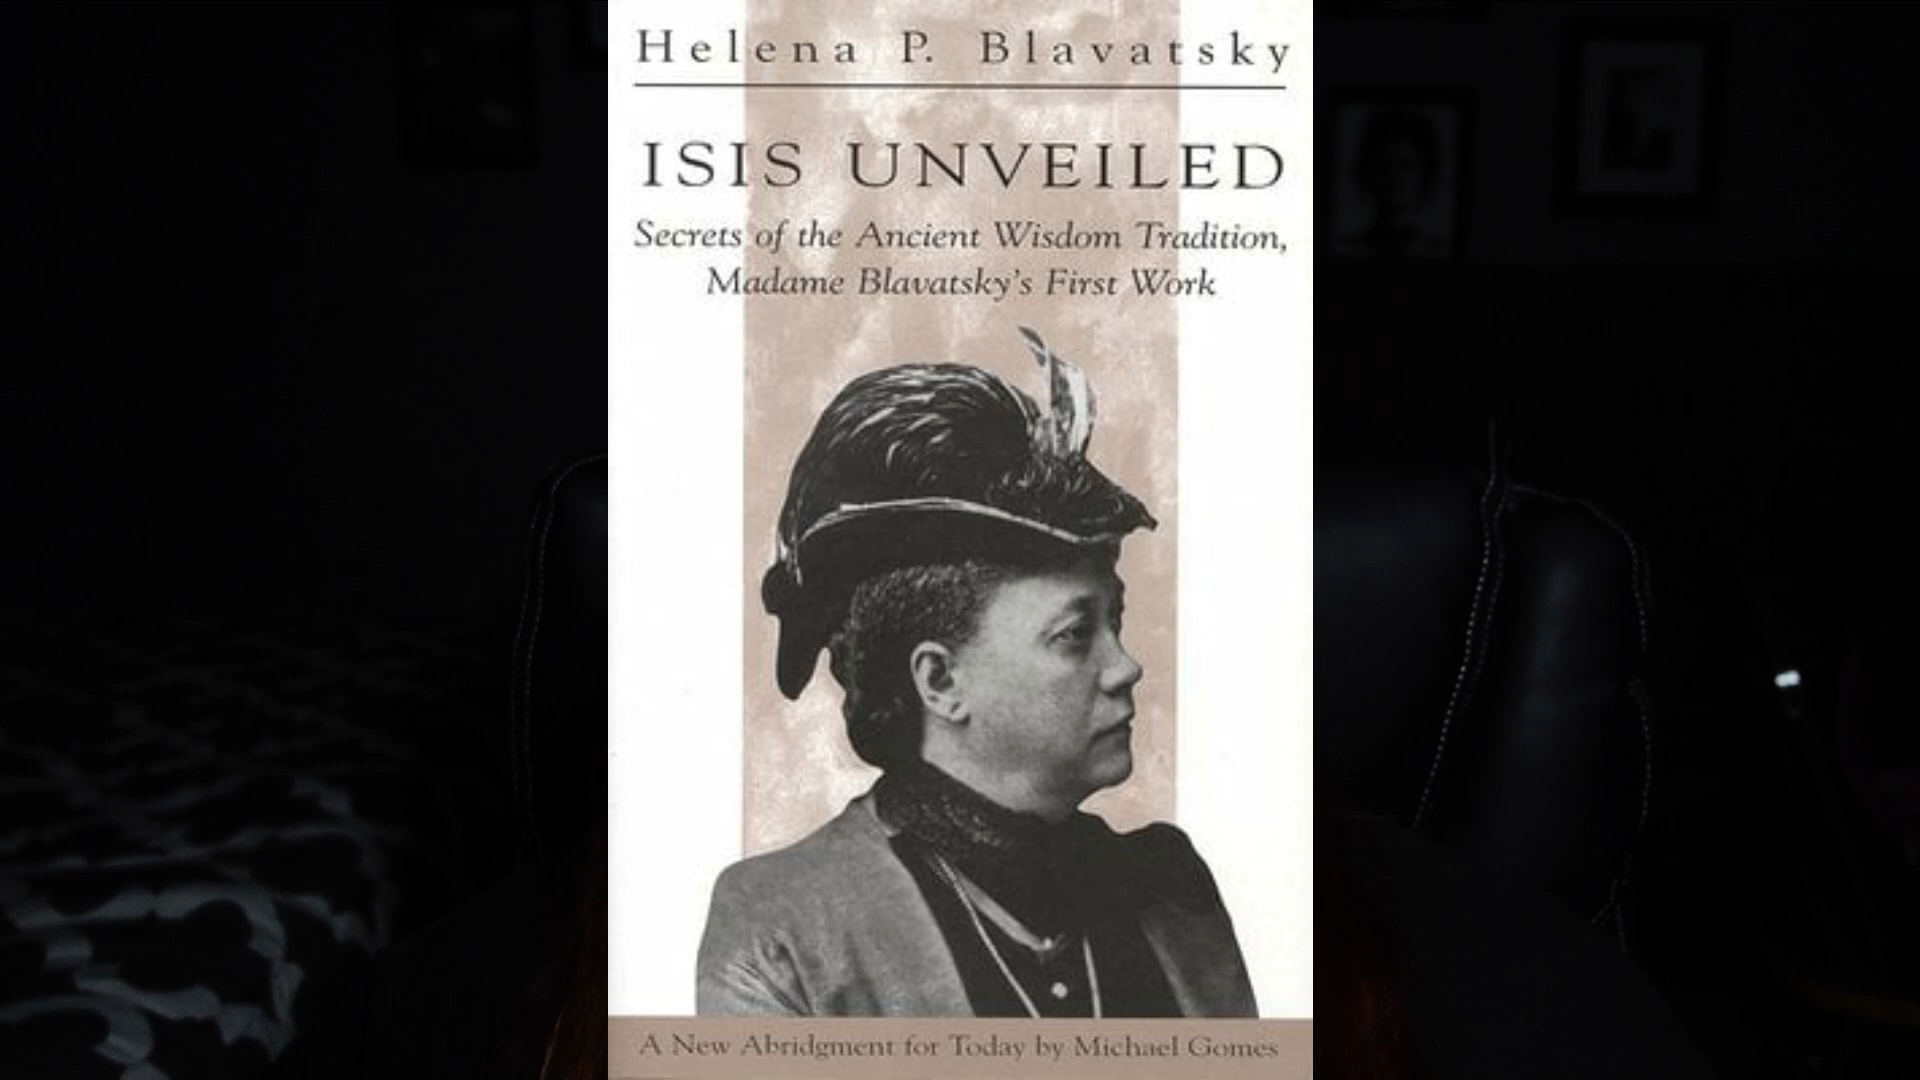 Helena P. Blavatsky
ISIS UNVEILED
Secrets of the Ancient Wisdom Tradition,
Madame Blavatsky's First Work
A New Abridgment for Today by Michael Gomes